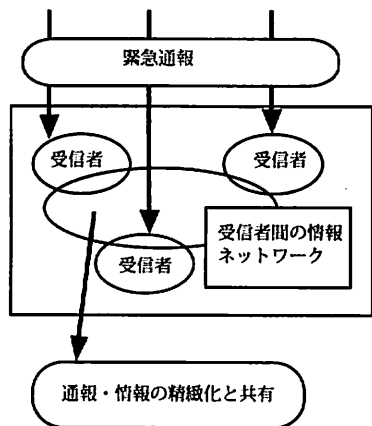 緊急通報
受信者
受信者
受信者間の情報
ネットワーク
受信者
通報・情報の精緻化と共有